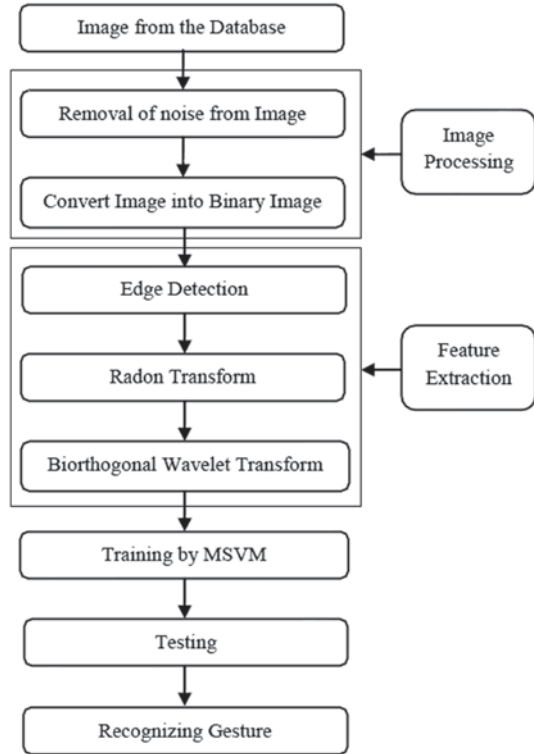 Image from the Database
Removal of noise from Image
Convert Image into Binary Image
Image
Processing
Edge Detection
Radon Transform
Biorthogonal Wavelet Transform
Feature
Extraction
Training by MSVM
Testing
Recognizing Gesture